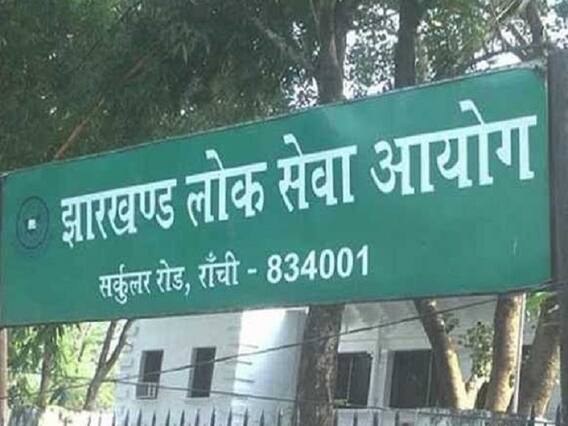 झारखण्ड लोक सेवा आयोग
सर्कुलर रोड, राँची - 834001